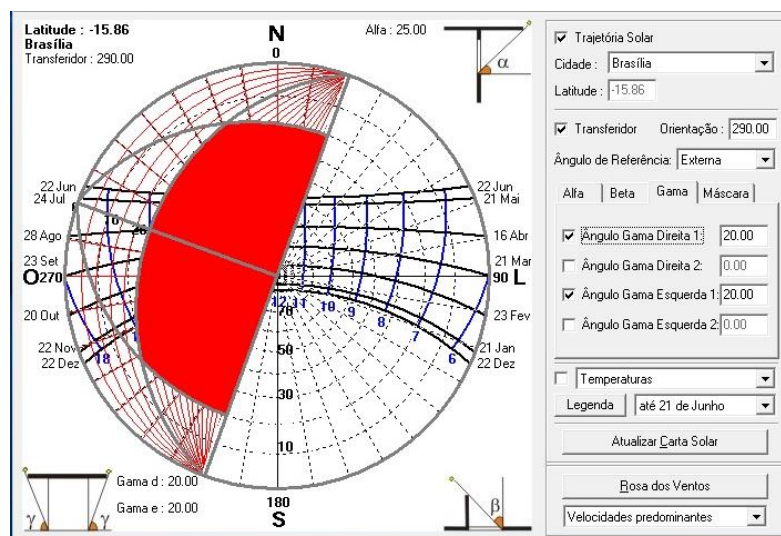 Latitude : -15.86
Brasília
Transferidor : 290.00
N
0
Alfa : 25.00
α
22 Jun
24 Jul
28 Ago
23 Set
O 270
20 Out
22 Nov
22 Dez
22 Jun
21 Mai
16 Abr
21 Mar
90 L
23 Fev
21 Jan
22 Dez
12 11 10 9 8 7 6
18
70
50
30
10
180
S
Gama d : 20.00
Gama e : 20.00
γ γ
β
Trajetória Solar
Cidade : Brasília
Latitude : -15.86
Transferidor Orientação : 290.00
Ângulo de Referência: Externa
Alfa Beta Gama Máscara
Ângulo Gama Direita 1: 20.00
Ângulo Gama Direita 2: 0.00
Ângulo Gama Esquerda 1: 20.00
Ângulo Gama Esquerda 2: 0.00
Temperaturas
Legenda até 21 de Junho
Atualizar Carta Solar
Rosa dos Ventos
Velocidades predominantes